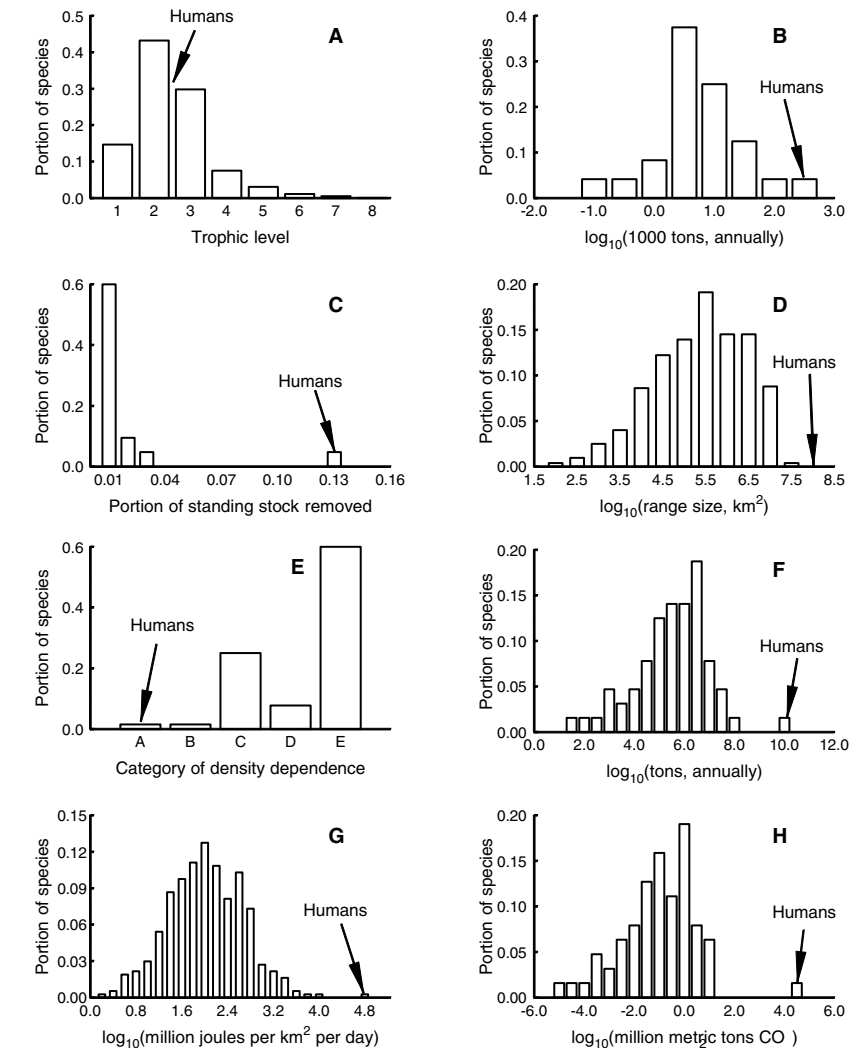 A
Humans
Portion of species
0.5
0.4
0.3
0.2
0.1
0.0
1 2 3 4 5 6 7 8
Trophic level
B
Humans
Portion of species
0.4
0.3
0.2
0.1
0.0
-2.0 -1.0 0.0 1.0 2.0 3.0
log10(1000 tons, annually)
C
Humans
Portion of species
0.6
0.4
0.2
0.0
0.01 0.04 0.07 0.10 0.13 0.16
Portion of standing stock removed
D
Humans
Portion of species
0.20
0.15
0.10
0.05
0.00
1.5 2.5 3.5 4.5 5.5 6.5 7.5 8.5
log10(range size, km2)
E
Humans
Portion of species
0.6
0.4
0.2
0.0
A B C D E
Category of density dependence
F
Humans
Portion of species
0.20
0.15
0.10
0.05
0.00
0.0 2.0 4.0 6.0 8.0 10.0 12.0
log10(tons, annually)
G
Humans
Portion of species
0.15
0.12
0.09
0.06
0.03
0.00
0.0 0.8 1.6 2.4 3.2 4.0 4.8
log10(million joules per km2 per day)
H
Humans
Portion of species
0.20
0.15
0.10
0.05
0.00
-6.0 -4.0 -2.0 0.0 2.0 4.0 6.0
log10(million metric tons CO2)